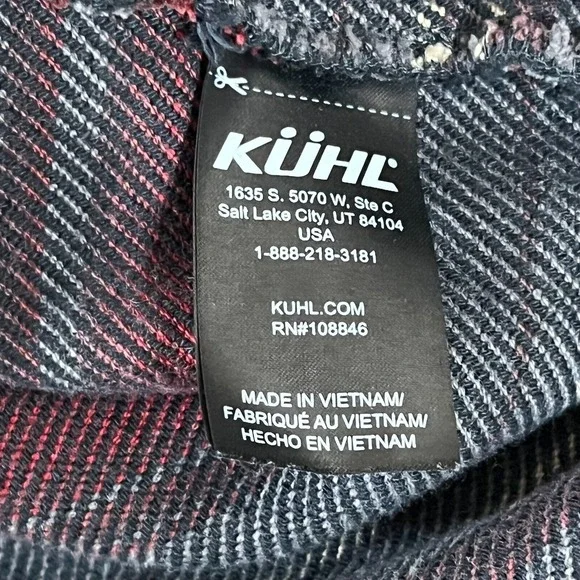 KÜHL
1635 S. 5070 W, Ste C
Salt Lake City, UT 84104
USA
1-888-218-3181
KUHL.COM
RN#108846
MADE IN VIETNAM/
FABRIQUÉ AU VIETNAM/
HECHO EN VIETNAM